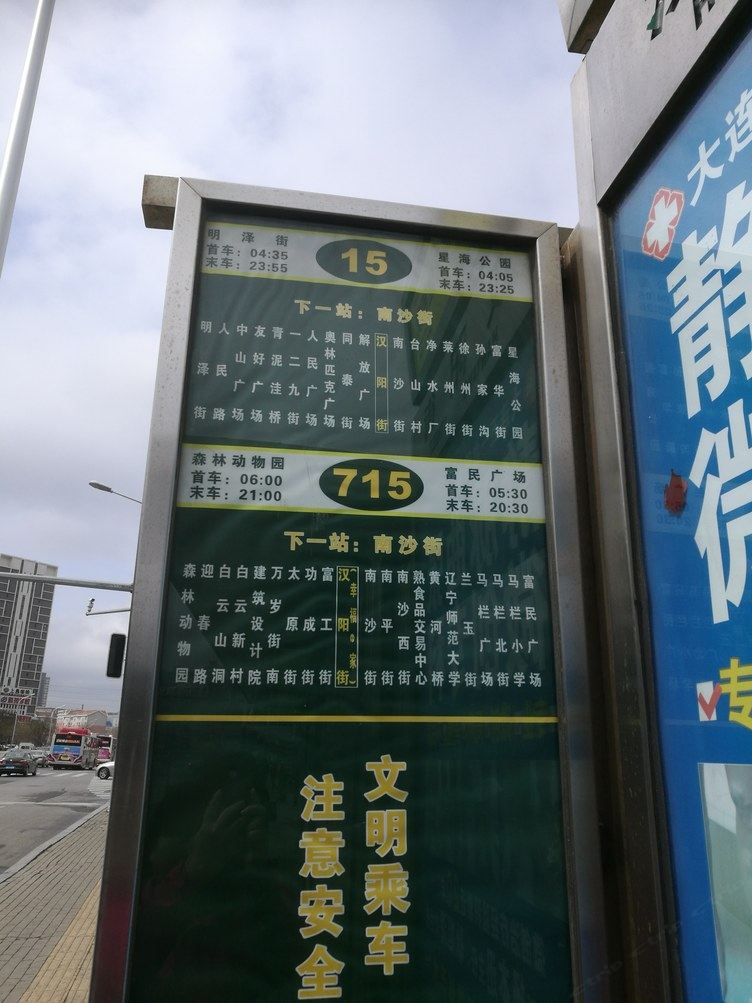 明泽街
首车：04:35
末车：23:55
15
星海公园
首车：04:05
末车：23:25
下一站：南沙街
明泽街
人民路
中山广场
友好广场
青泥洼桥
一二九街
人民广场
奥林匹克广场
同泰街
解放广场
汉阳街
南沙街
台山村
净水厂
莱州街
徐州街
孙家沟
富华街
星海公园
森林动物园
首车：06:00
末车：21:00
715
富民广场
首车：05:30
末车：20:30
下一站：南沙街
森林动物园
迎春路
白云山洞
白云新村
建筑设计院
万岁街南
太原街
功成街
富工街
汉阳街
（幸福e家）
南沙街
南平街
南沙西街
熟食品交易中心
黄河桥
辽宁师范大学
兰玉街
马栏广场
马栏北街
马栏小学
富民广场
文明乘车
注意安全
大连
静
专